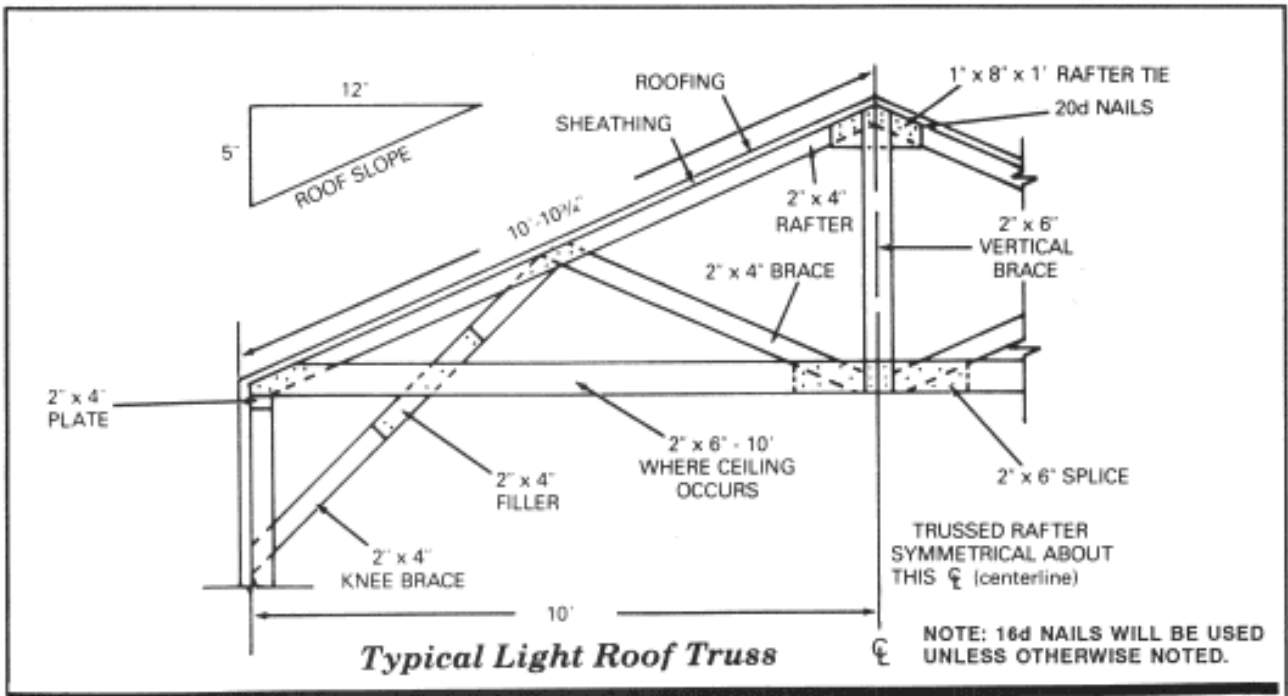 12"
5"
ROOF SLOPE
ROOFING
SHEATHING
1" x 8" x 1' RAFTER TIE
20d NAILS
10'-10¾"
2" x 4"
RAFTER
2" x 6"
VERTICAL
BRACE
2" x 4" BRACE
2" x 4"
PLATE
2" x 4"
FILLER
2" x 6" - 10'
WHERE CEILING
OCCURS
2" x 6" SPLICE
2" x 4"
KNEE BRACE
TRUSSED RAFTER
SYMMETRICAL ABOUT
THIS ℄ (centerline)
10'
Typical Light Roof Truss
℄
NOTE: 16d NAILS WILL BE USED
UNLESS OTHERWISE NOTED.